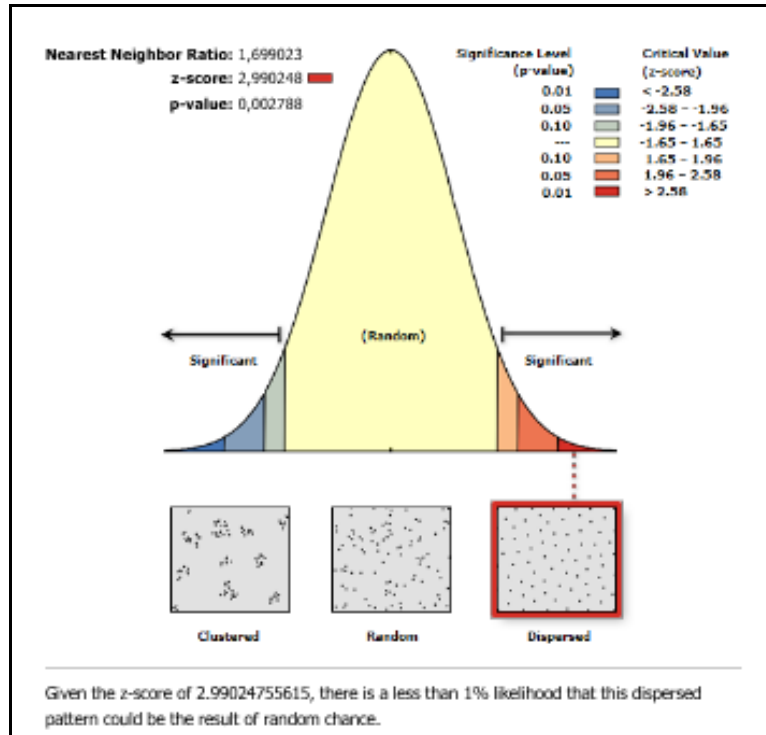 Nearest Neighbor Ratio: 1,699023
z-score: 2,990248
p-value: 0,002788
Significance Level (p-value) Critical Value (z-score)
0.01 < -2.58
0.05 -2.58 - -1.96
0.10 -1.96 - -1.65
--- -1.65 - 1.65
0.10 1.65 - 1.96
0.05 1.96 - 2.58
0.01 > 2.58
(Random)
Significant Significant
Clustered Random Dispersed
Given the z-score of 2.99024755615, there is a less than 1% likelihood that this dispersed
pattern could be the result of random chance.